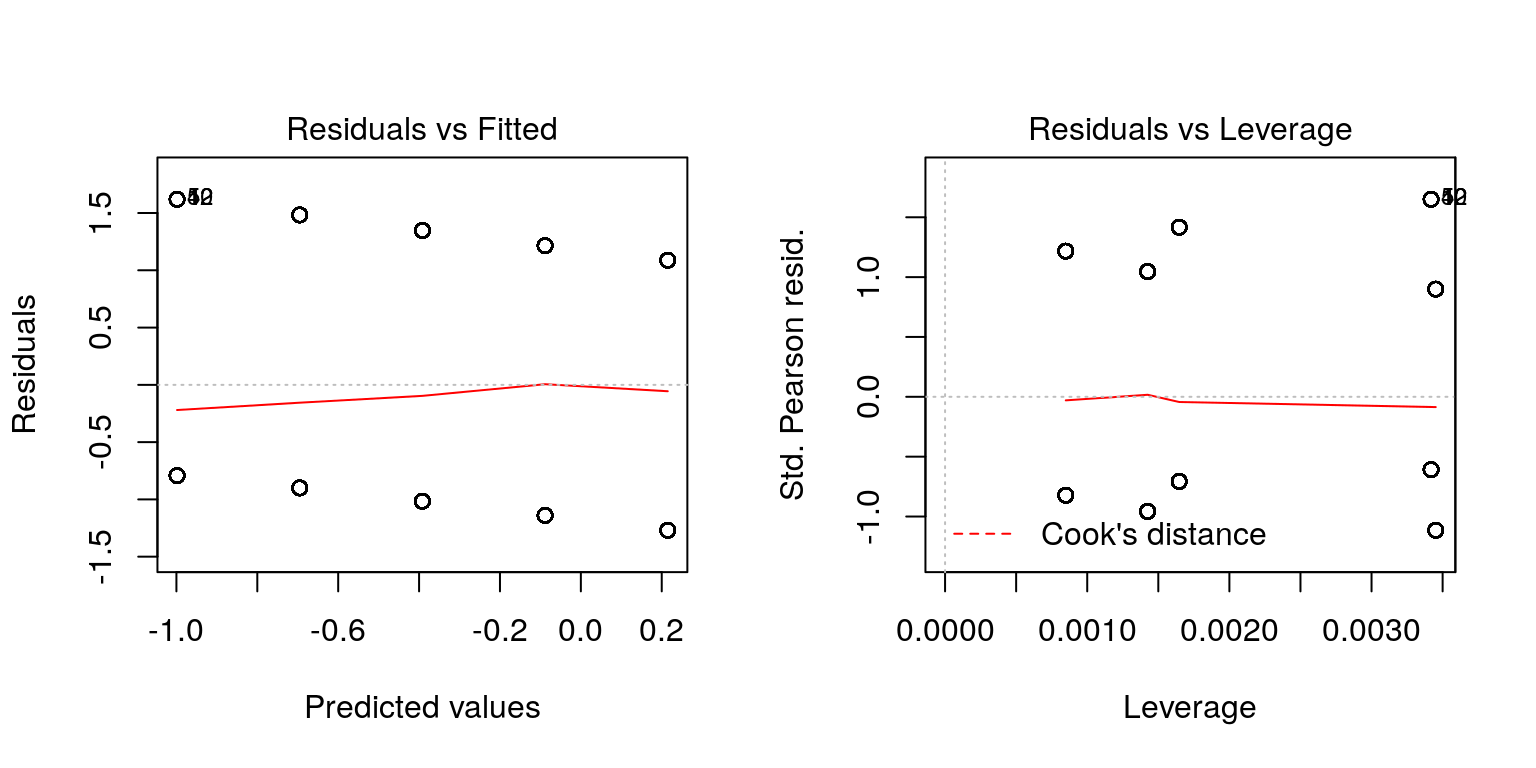 Residuals vs Fitted
Residuals
1.5
0.5
-0.5
-1.5
-1.0
-0.6
-0.2
0.0
0.2
Predicted values
Residuals vs Leverage
Std. Pearson resid.
1.0
0.0
-1.0
Cook's distance
0.0000
0.0010
0.0020
0.0030
Leverage